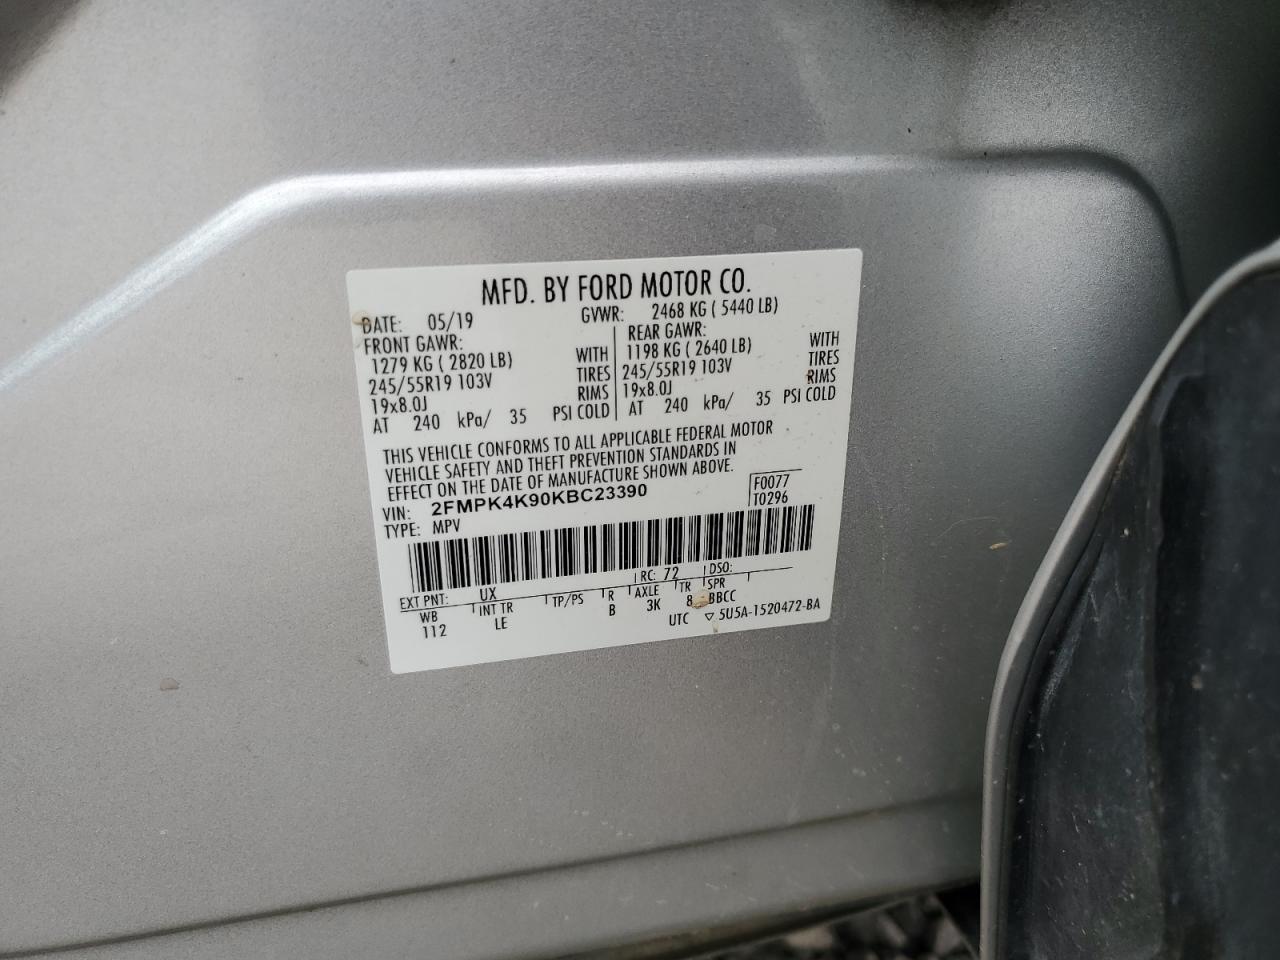 MFD. BY FORD MOTOR CO.
DATE: 05/19 GVWR: 2468 KG ( 5440 LB)
FRONT GAWR: REAR GAWR:
1279 KG ( 2820 LB) WITH 1198 KG ( 2640 LB) WITH
245/55R19 103V TIRES 245/55R19 103V TIRES
19x8.0J RIMS 19x8.0J RIMS
AT 240 kPa/ 35 PSI COLD AT 240 kPa/ 35 PSI COLD
THIS VEHICLE CONFORMS TO ALL APPLICABLE FEDERAL MOTOR
VEHICLE SAFETY AND THEFT PREVENTION STANDARDS IN
EFFECT ON THE DATE OF MANUFACTURE SHOWN ABOVE.
VIN: 2FMPK4K90KBC23390 F0077
TYPE: MPV T0296
EXT PNT: UX RC: 72 DSO:
WB INT TR TP/PS R AXLE TR SPR
112 LE B 3K 8 BBCC
UTC ▽ 5U5A-1520472-BA